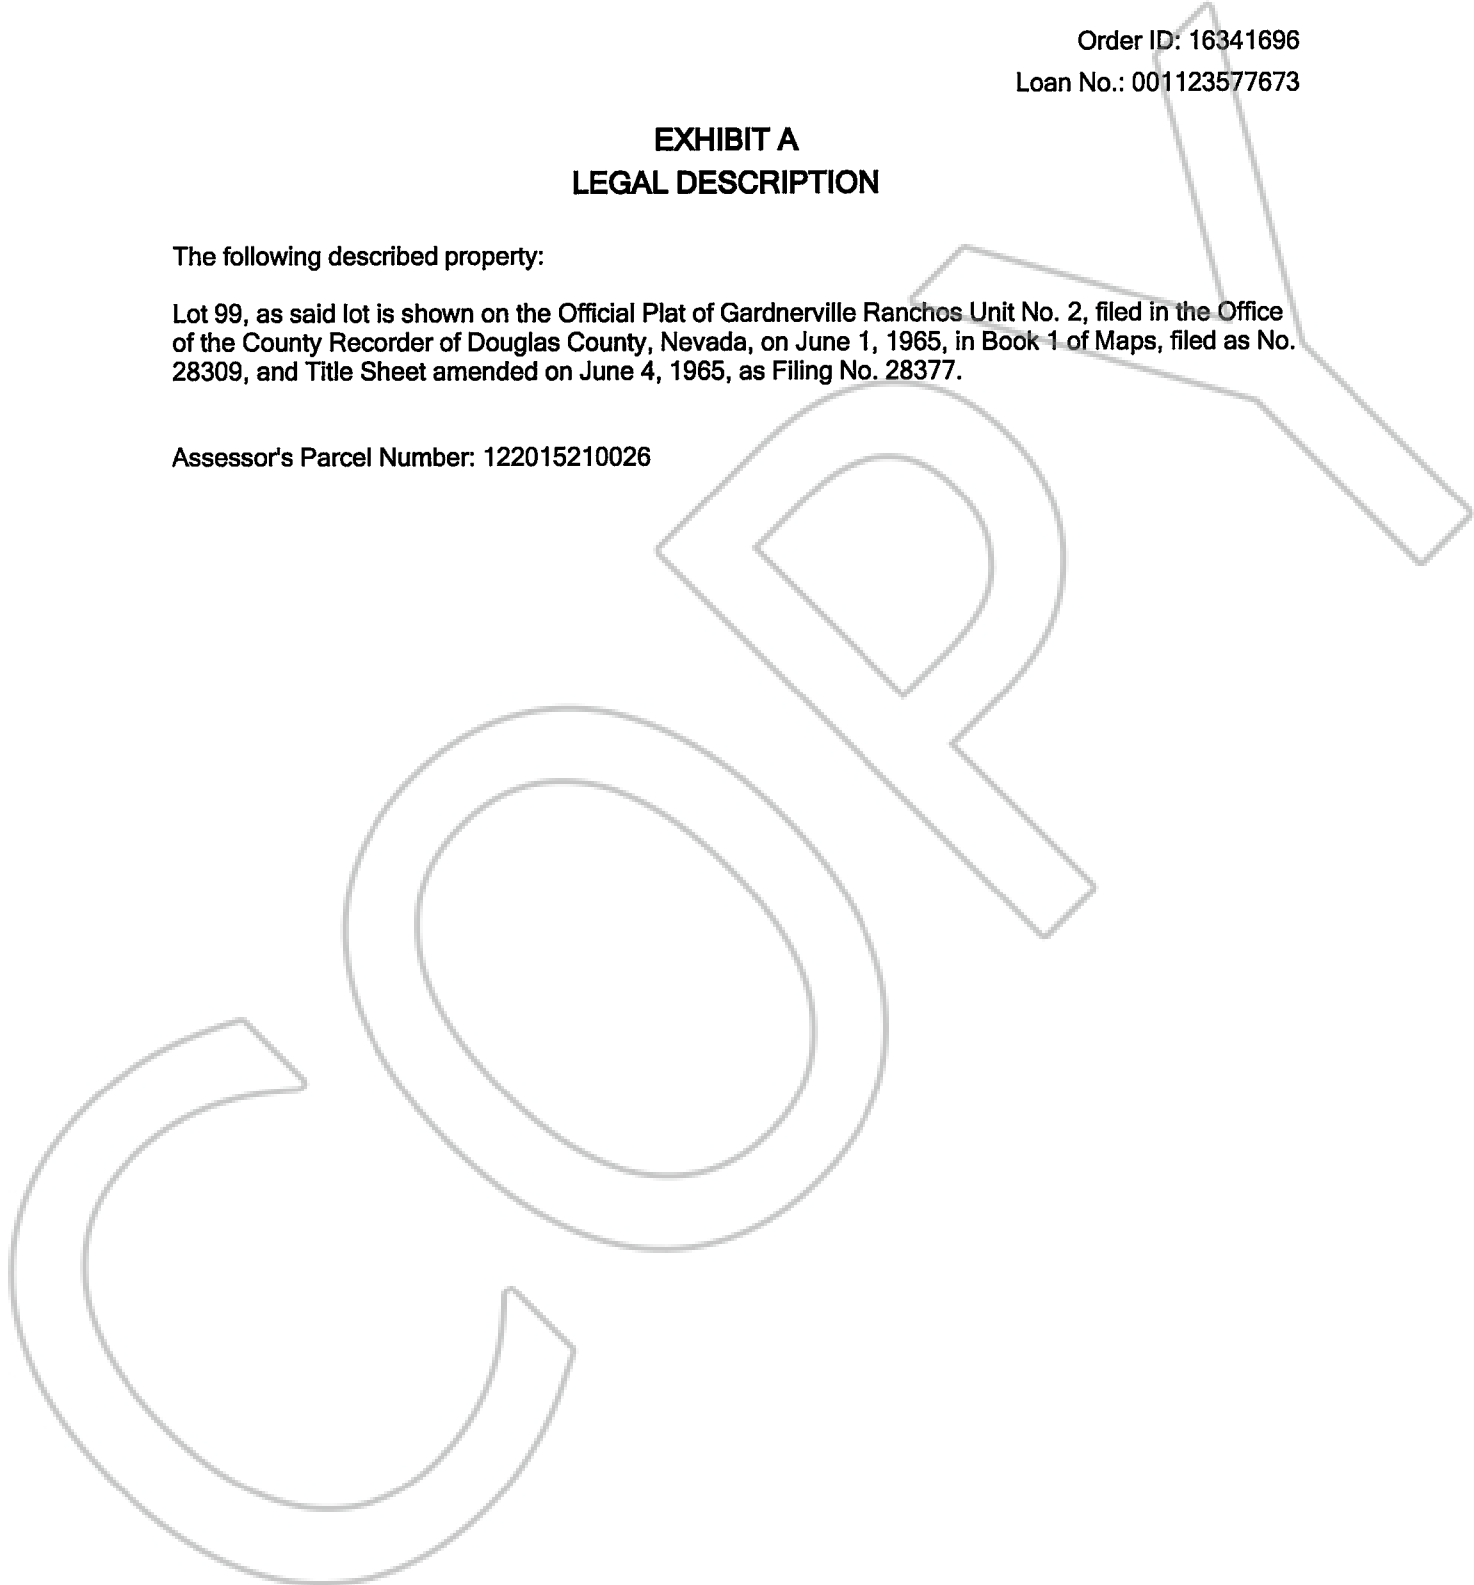 Order ID: 16341696
Loan No.: 001123577673
EXHIBIT A
LEGAL DESCRIPTION
The following described property:
Lot 99, as said lot is shown on the Official Plat of Gardnerville Ranchos Unit No. 2, filed in the Office
of the County Recorder of Douglas County, Nevada, on June 1, 1965, in Book 1 of Maps, filed as No.
28309, and Title Sheet amended on June 4, 1965, as Filing No. 28377.
Assessor's Parcel Number: 122015210026
COPY